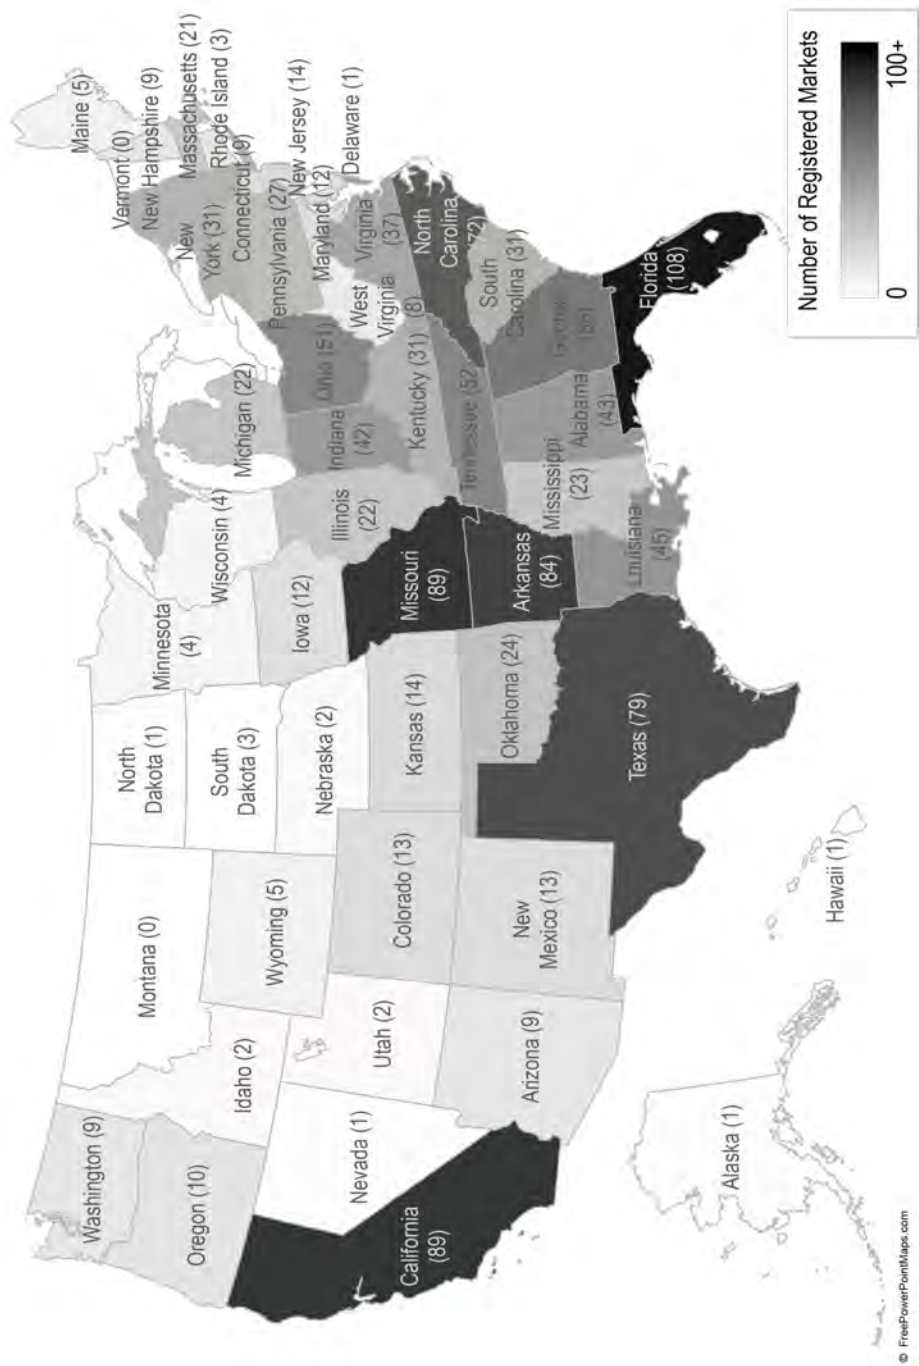 Washington (9)
Oregon (10)
California
(89)
Nevada (1)
Idaho (2)
Montana (0)
Wyoming (5)
Utah (2)
Arizona (9)
Colorado (13)
New
Mexico (13)
North
Dakota (1)
South
Dakota (3)
Nebraska (2)
Kansas (14)
Oklahoma (24)
Texas (79)
Minnesota
(4)
Iowa (12)
Missouri
(89)
Arkansas
(84)
Louisiana
(45)
Wisconsin (4)
Illinois
(22)
Mississippi
(23)
Michigan (22)
Indiana
(42)
Ohio (51)
Kentucky (31)
Tennessee (52)
Alabama
(43)
Georgia
Florida
(108)
South
Carolina (31)
North
Carolina
(72)
Virginia
(37)
West
Virginia
(8)
Maryland (12)
Delaware (1)
Pennsylvania (27)
New Jersey (14)
New
York (31)
Connecticut (9)
Rhode Island (3)
Massachusetts (21)
New Hampshire (9)
Vermont (0)
Maine (5)
Alaska (1)
Hawaii (1)
Number of Registered Markets
0
100+
© FreePowerPointMaps.com